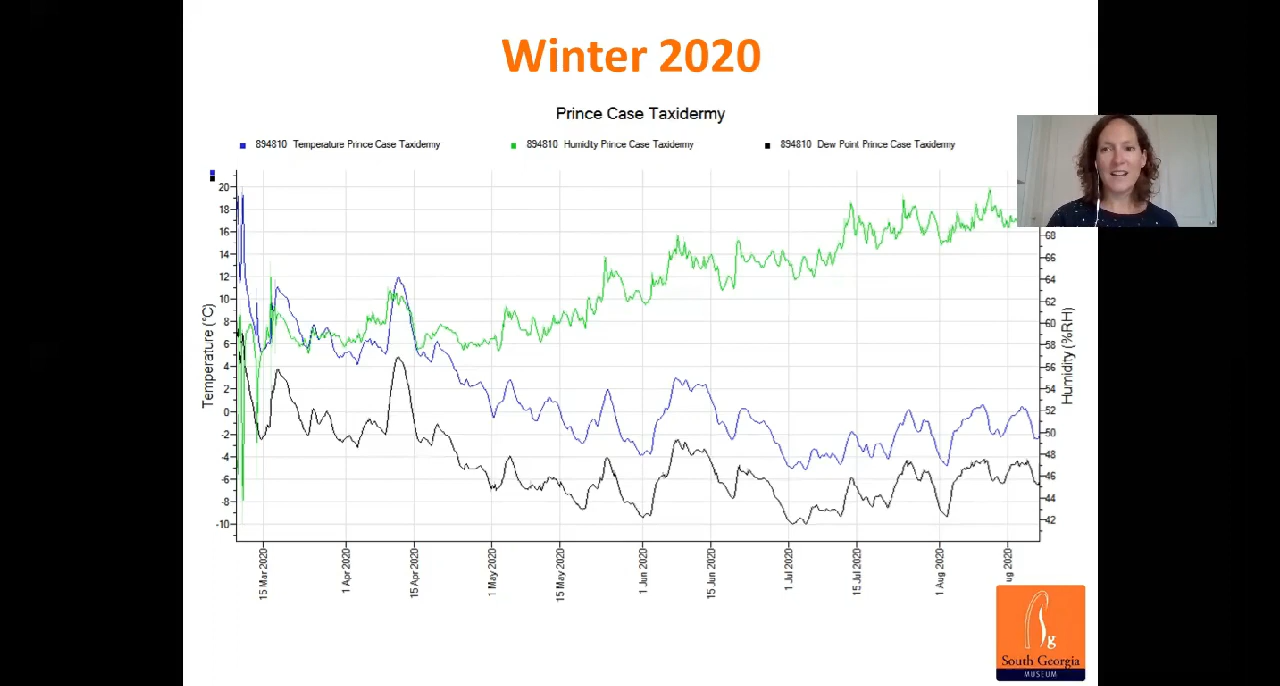 Winter 2020
Prince Case Taxidermy
894810 Temperature Prince Case Taxidermy
894810 Humidity Prince Case Taxidermy
894810 Dew Point Prince Case Taxidermy
20
18
16
14
12
10
8
6
4
2
0
-2
-4
-6
-8
-10
Temperature (°C)
68
66
64
62
60
58
56
54
52
50
48
46
44
42
Humidity (%RH)
15 Mar 2020
1 Apr 2020
15 Apr 2020
1 May 2020
15 May 2020
1 Jun 2020
15 Jun 2020
1 Jul 2020
15 Jul 2020
1 Aug 2020
ug 2020
Sg
South Georgia
MUSEUM